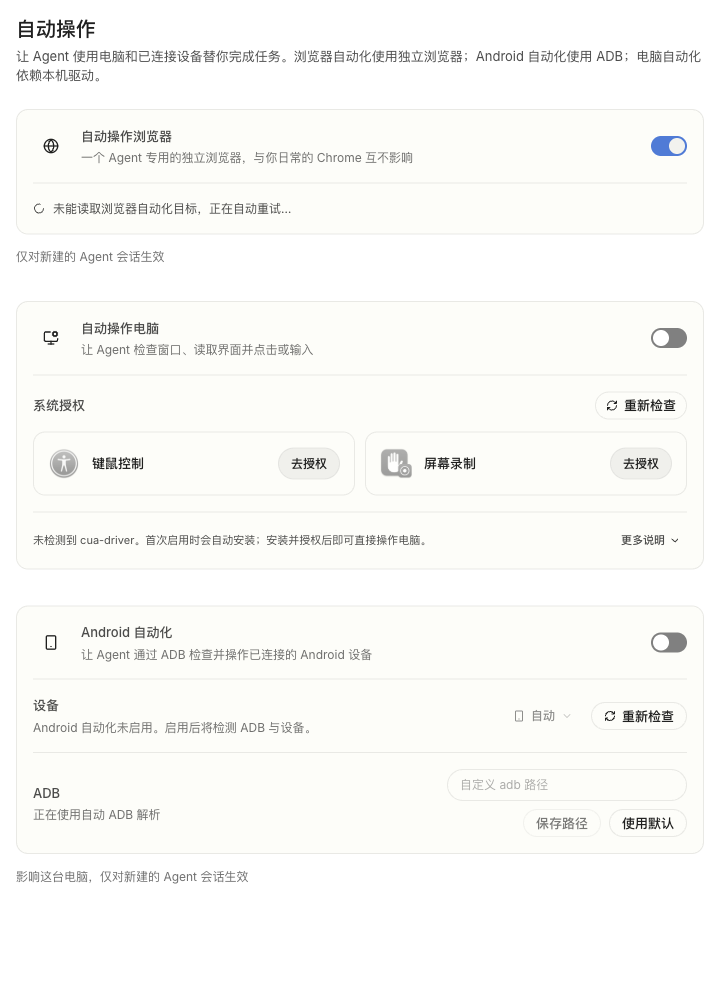 自动操作
让 Agent 使用电脑和已连接设备替你完成任务。浏览器自动化使用独立浏览器；Android 自动化使用 ADB；电脑自动化
依赖本机驱动。
自动操作浏览器
一个 Agent 专用的独立浏览器，与你日常的 Chrome 互不影响
未能读取浏览器自动化目标，正在自动重试...
仅对新建的 Agent 会话生效
自动操作电脑
让 Agent 检查窗口、读取界面并点击或输入
系统授权
重新检查
键鼠控制
去授权
屏幕录制
去授权
未检测到 cua-driver。首次启用时会自动安装；安装并授权后即可直接操作电脑。
更多说明
Android 自动化
让 Agent 通过 ADB 检查并操作已连接的 Android 设备
设备
Android 自动化未启用。启用后将检测 ADB 与设备。
自动
重新检查
ADB
正在使用自动 ADB 解析
自定义 adb 路径
保存路径
使用默认
影响这台电脑，仅对新建的 Agent 会话生效